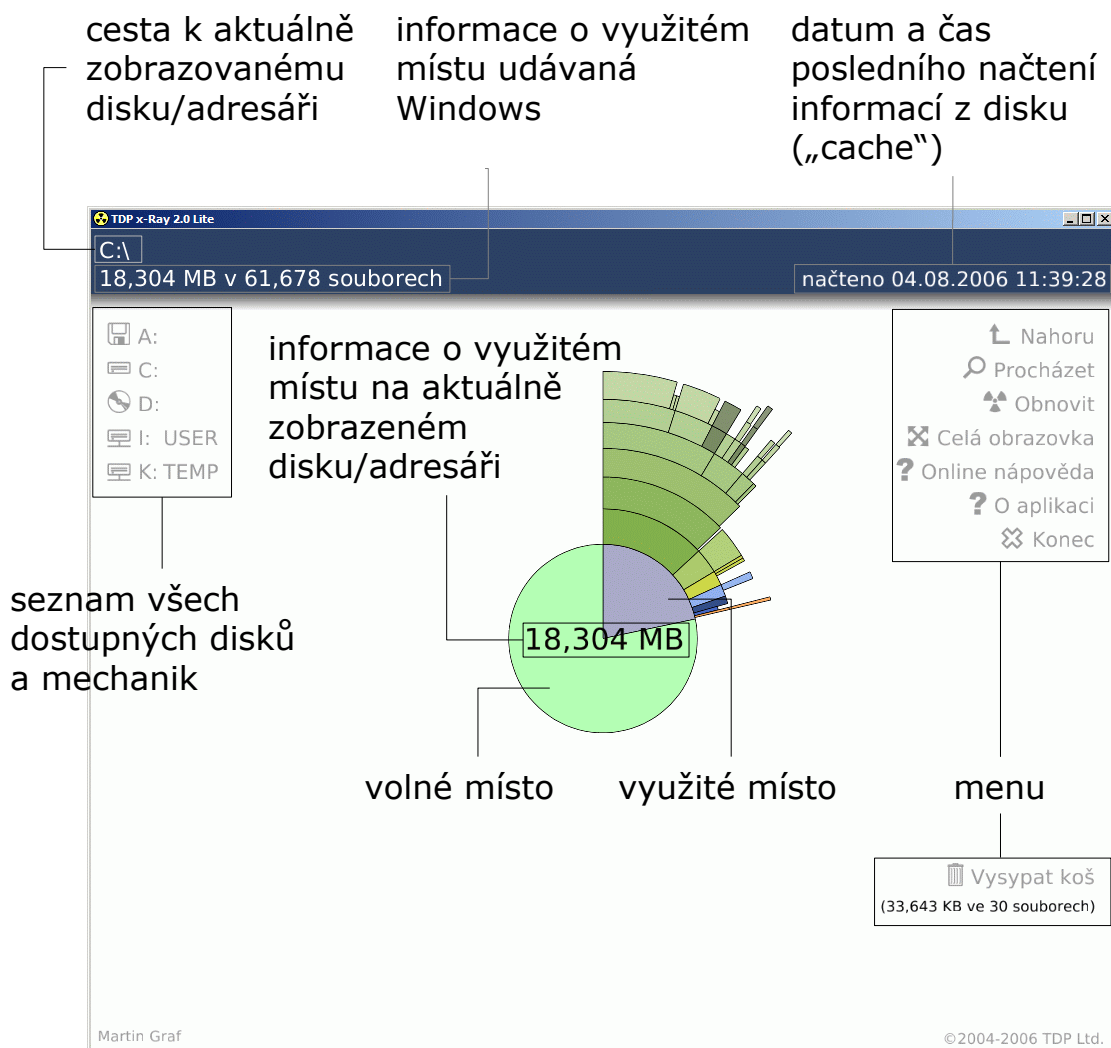 cesta k aktuálně
zobrazovanému
disku/adresáři
informace o využitém
místu udávaná
Windows
datum a čas
posledního načtení
informací z disku
(„cache“)
TDP x-Ray 2.0 Lite
C:\
18,304 MB v 61,678 souborech
načteno 04.08.2006 11:39:28
A:
C:
D:
I: USER
K: TEMP
informace o využitém
místu na aktuálně
zobrazeném
disku/adresáři
Nahoru
Procházet
Obnovit
Celá obrazovka
? Online nápověda
? O aplikaci
Konec
seznam všech
dostupných disků
a mechanik
18,304 MB
volné místo
využité místo
menu
Vysypat koš
(33,643 KB ve 30 souborech)
Martin Graf
©2004-2006 TDP Ltd.